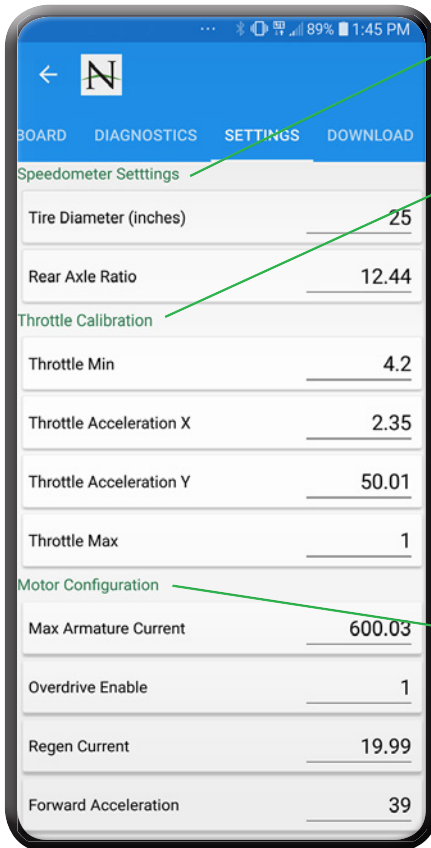 ... 89% 1:45 PM
N
BOARD DIAGNOSTICS SETTINGS DOWNLOAD
Speedometer Setttings
Tire Diameter (inches) 25
Rear Axle Ratio 12.44
Throttle Calibration
Throttle Min 4.2
Throttle Acceleration X 2.35
Throttle Acceleration Y 50.01
Throttle Max 1
Motor Configuration
Max Armature Current 600.03
Overdrive Enable 1
Regen Current 19.99
Forward Acceleration 39